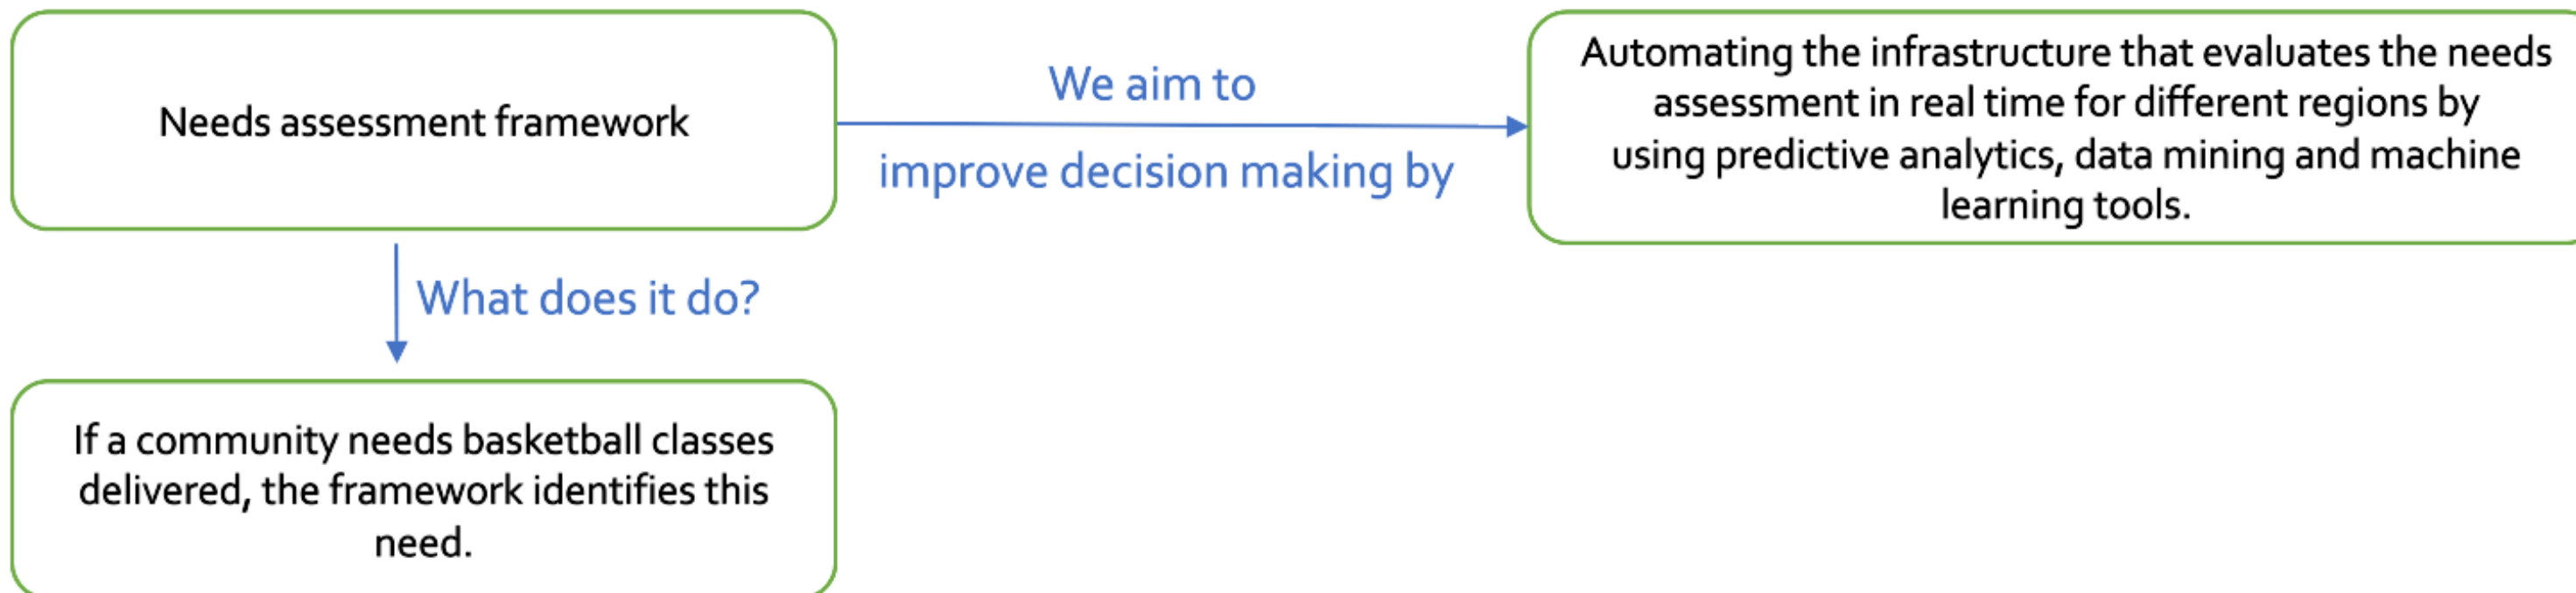 Needs assessment framework
We aim to
improve decision making by
Automating the infrastructure that evaluates the needs
assessment in real time for different regions by
using predictive analytics, data mining and machine
learning tools.
What does it do?
If a community needs basketball classes
delivered, the framework identifies this
need.